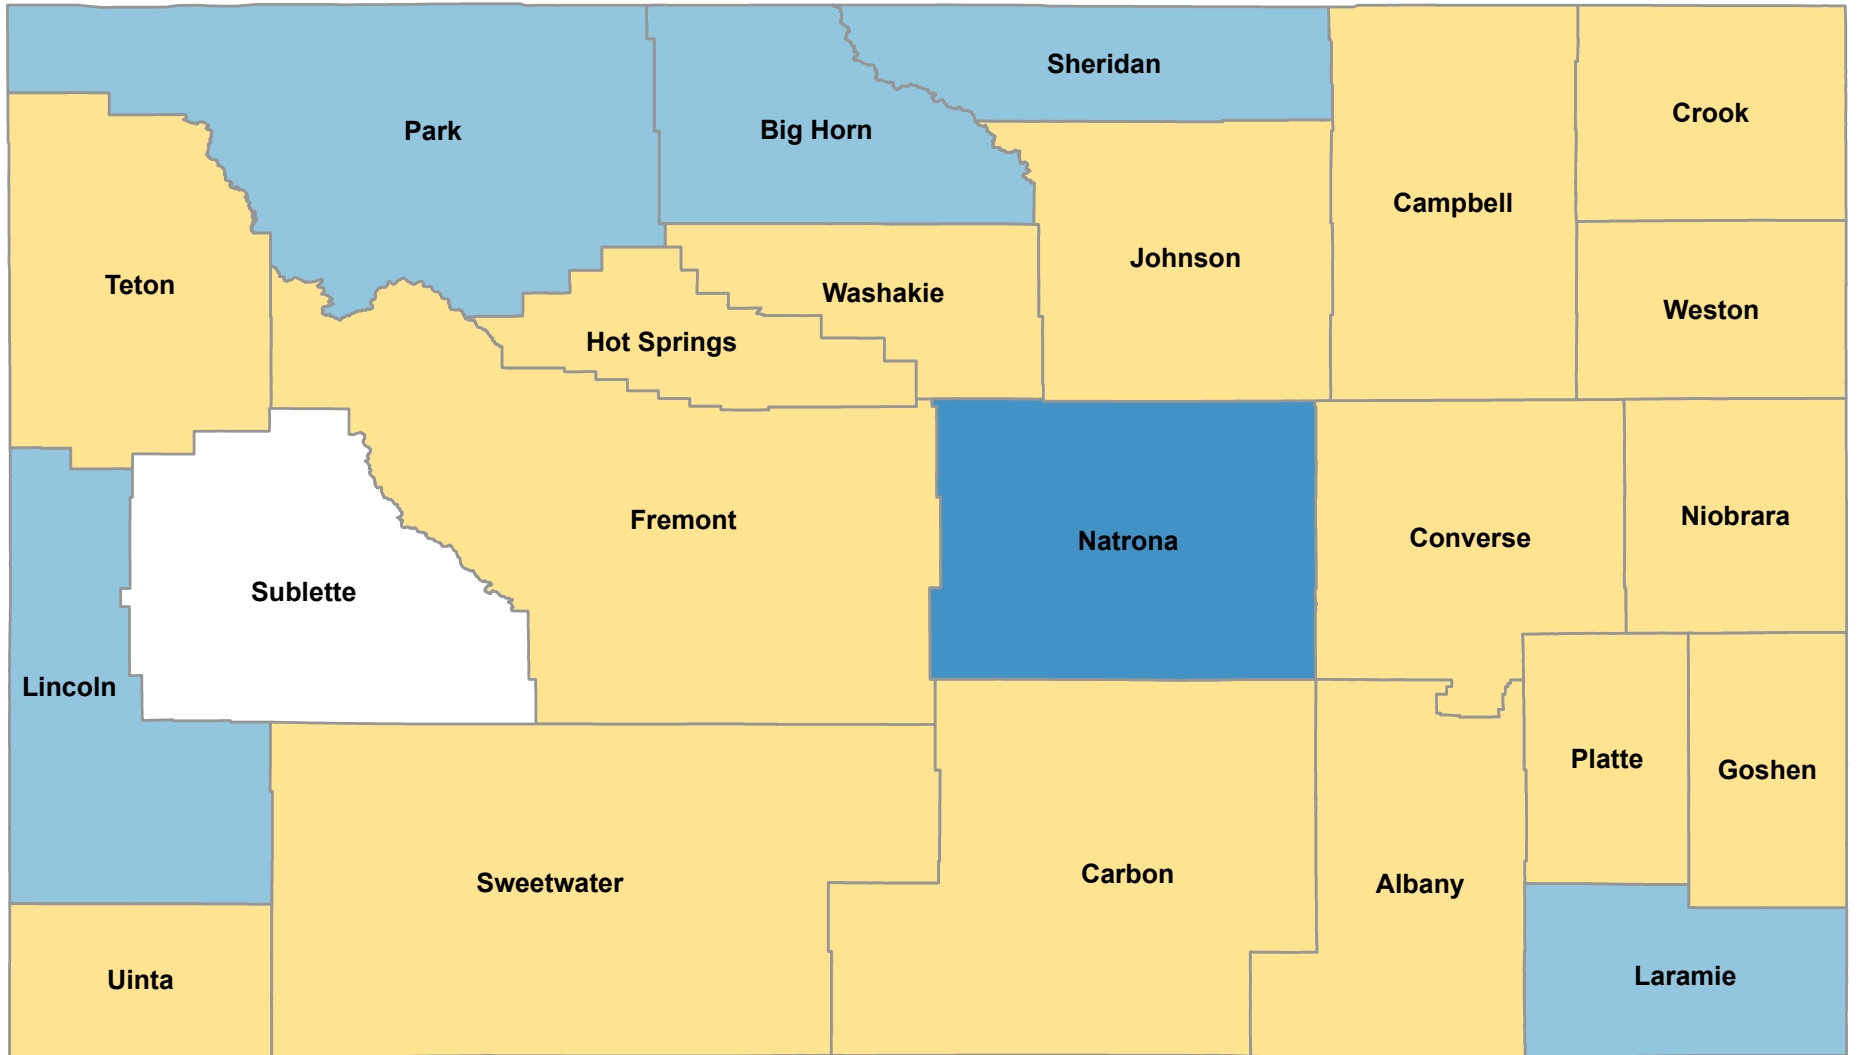 Sheridan
Crook
Park
Big Horn
Campbell
Johnson
Teton
Washakie
Weston
Hot Springs
Fremont
Natrona
Converse
Niobrara
Sublette
Lincoln
Platte
Goshen
Sweetwater
Carbon
Albany
Uinta
Laramie